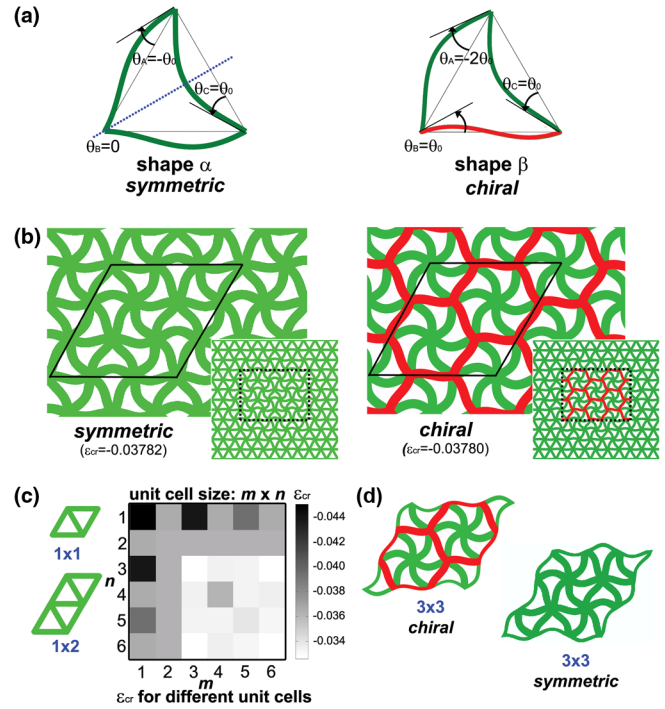 (a)
θA=-θ0
θC=θ0
θB=0
shape α
symmetric
θA=-2θ0
θC=θ0
θB=θ0
shape β
chiral
(b)
symmetric
(εcr=-0.03782)
chiral
(εcr=-0.03780)
(c)
unit cell size: m x n
εcr
1x1
1x2
n
1
2
3
4
5
6
1 2 3 4 5 6
m
-0.044
-0.042
-0.040
-0.038
-0.036
-0.034
εcr for different unit cells
(d)
3x3
chiral
3x3
symmetric